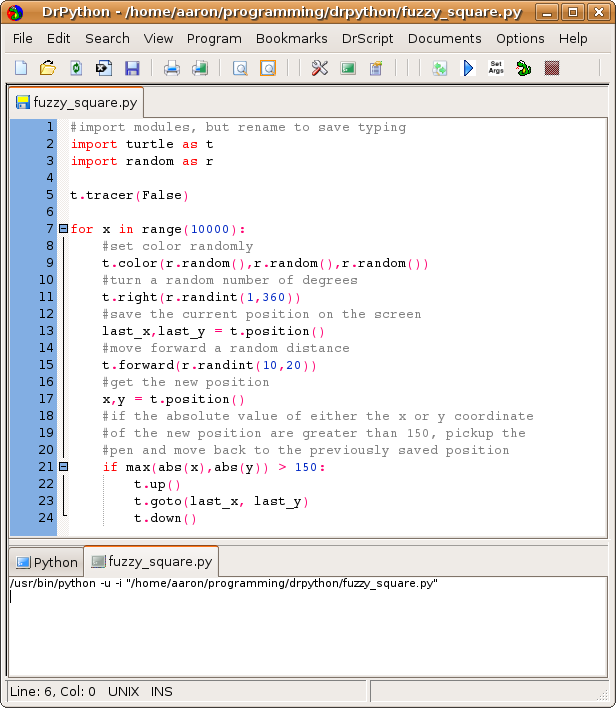 DrPython - /home/aaron/programming/drpython/fuzzy_square.py
File Edit Search View Program Bookmarks DrScript Documents Options Help
Set
Args
fuzzy_square.py
1 #import modules, but rename to save typing
2 import turtle as t
3 import random as r
4
5 t.tracer(False)
6
7 for x in range(10000):
8 #set color randomly
9 t.color(r.random(),r.random(),r.random())
10 #turn a random number of degrees
11 t.right(r.randint(1,360))
12 #save the current position on the screen
13 last_x,last_y = t.position()
14 #move forward a random distance
15 t.forward(r.randint(10,20))
16 #get the new position
17 x,y = t.position()
18 #if the absolute value of either the x or y coordinate
19 #of the new position are greater than 150, pickup the
20 #pen and move back to the previously saved position
21 if max(abs(x),abs(y)) > 150:
22 t.up()
23 t.goto(last_x, last_y)
24 t.down()
Python fuzzy_square.py
/usr/bin/python -u -i "/home/aaron/programming/drpython/fuzzy_square.py"
Line: 6, Col: 0 UNIX INS